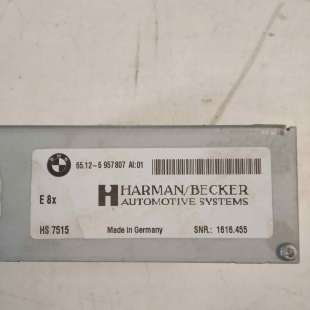 65.12-6 957807 AI:01
E 8x
HARMAN/BECKER
AUTOMOTIVE SYSTEMS
HS 7515 Made in Germany SNR.: 1616.455